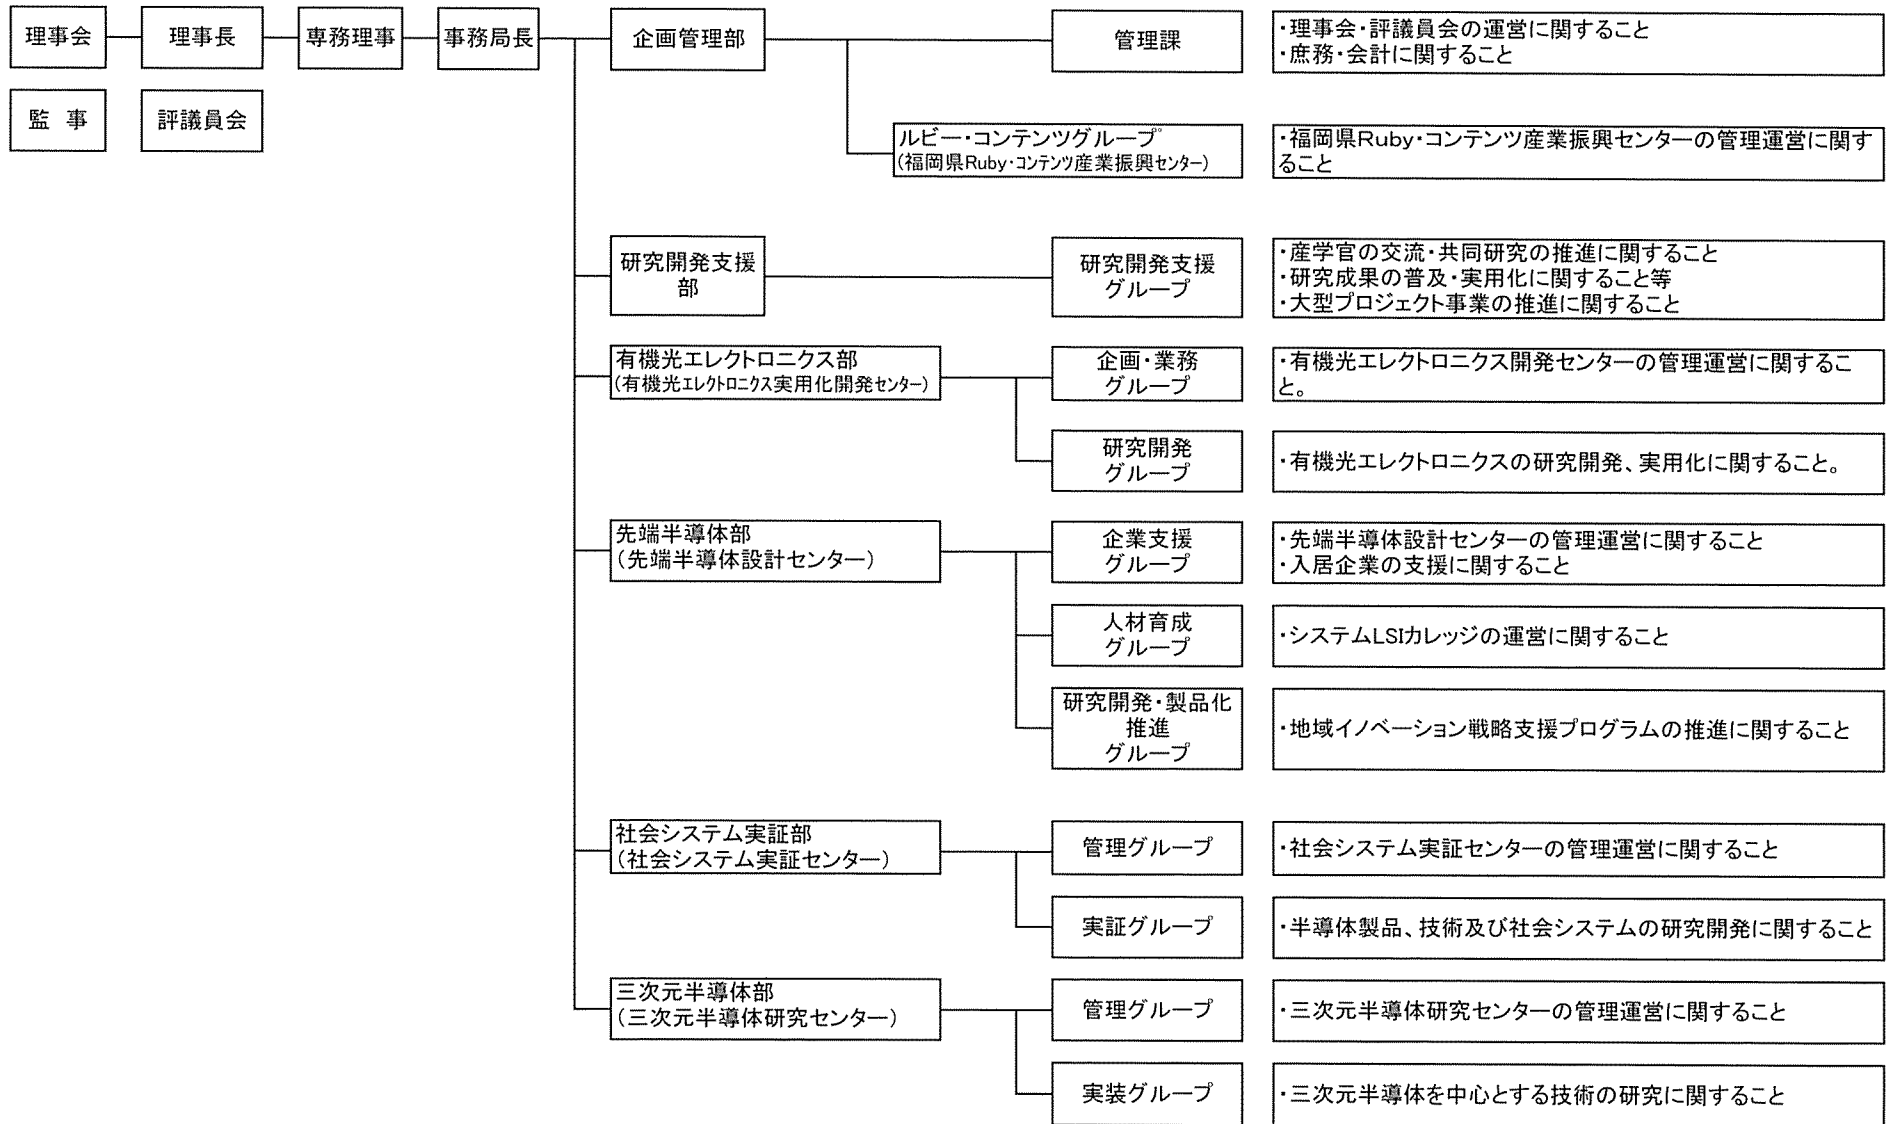 理事会
理事長
専務理事
事務局長
企画管理部
管理課
・理事会・評議員会の運営に関すること
・庶務・会計に関すること
監 事
評議員会
ルビー・コンテンツグループ
(福岡県Ruby・コンテンツ産業振興センター)
・福岡県Ruby・コンテンツ産業振興センターの管理運営に関す
ること
研究開発支援
部
研究開発支援
グループ
・産学官の交流・共同研究の推進に関すること
・研究成果の普及・実用化に関すること等
・大型プロジェクト事業の推進に関すること
有機光エレクトロニクス部
(有機光エレクトロニクス実用化開発センター)
企画・業務
グループ
・有機光エレクトロニクス開発センターの管理運営に関するこ
と。
研究開発
グループ
・有機光エレクトロニクスの研究開発、実用化に関すること。
先端半導体部
(先端半導体設計センター)
企業支援
グループ
・先端半導体設計センターの管理運営に関すること
・入居企業の支援に関すること
人材育成
グループ
・システムLSIカレッジの運営に関すること
研究開発・製品化
推進
グループ
・地域イノベーション戦略支援プログラムの推進に関すること
社会システム実証部
(社会システム実証センター)
管理グループ
・社会システム実証センターの管理運営に関すること
実証グループ
・半導体製品、技術及び社会システムの研究開発に関すること
三次元半導体部
(三次元半導体研究センター)
管理グループ
・三次元半導体研究センターの管理運営に関すること
実装グループ
・三次元半導体を中心とする技術の研究に関すること